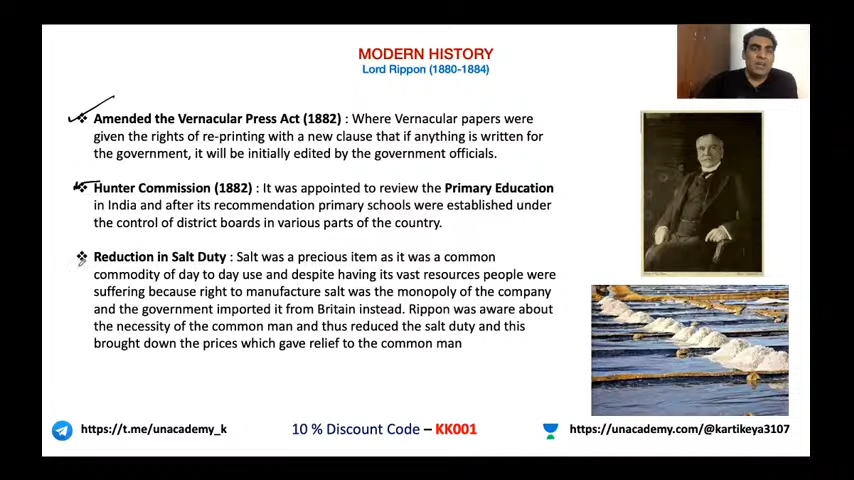 MODERN HISTORY
Lord Rippon (1880-1884)
Amended the Vernacular Press Act (1882) : Where Vernacular papers were
given the rights of re-printing with a new clause that if anything is written for
the government, it will be initially edited by the government officials.
Hunter Commission (1882) : It was appointed to review the Primary Education
in India and after its recommendation primary schools were established under
the control of district boards in various parts of the country.
Reduction in Salt Duty : Salt was a precious item as it was a common
commodity of day to day use and despite having its vast resources people were
suffering because right to manufacture salt was the monopoly of the company
and the government imported it from Britain instead. Rippon was aware about
the necessity of the common man and thus reduced the salt duty and this
brought down the prices which gave relief to the common man
https://t.me/unacademy_k
10 % Discount Code – KK001
https://unacademy.com/@kartikeya3107